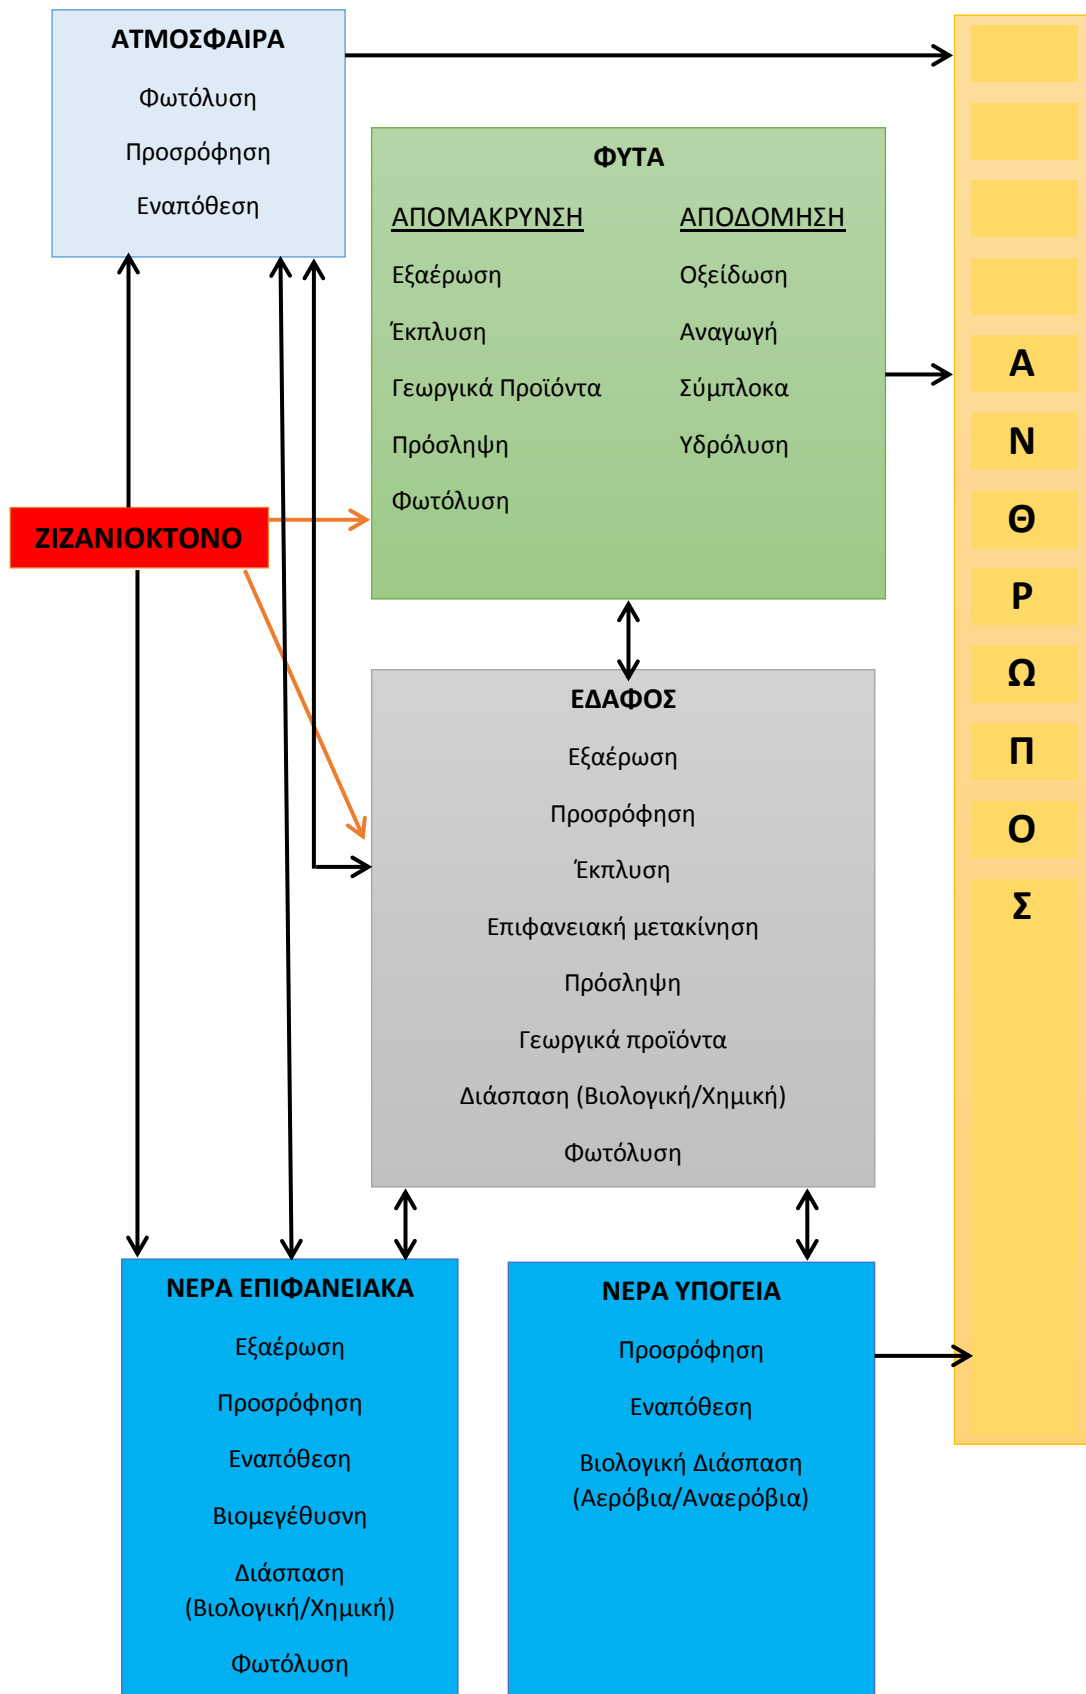 ΑΤΜΟΣΦΑΙΡΑ
Φωτόλυση
Προσρόφηση
Εναπόθεση
ΦΥΤΑ
ΑΠΟΜΑΚΡΥΝΣΗ
Εξαέρωση
Έκπλυση
Γεωργικά Προϊόντα
Πρόσληψη
Φωτόλυση
ΑΠΟΔΟΜΗΣΗ
Οξείδωση
Αναγωγή
Σύμπλοκα
Υδρόλυση
ΖΙΖΑΝΙΟΚΤΟΝΟ
ΕΔΑΦΟΣ
Εξαέρωση
Προσρόφηση
Έκπλυση
Επιφανειακή μετακίνηση
Πρόσληψη
Γεωργικά προϊόντα
Διάσπαση (Βιολογική/Χημική)
Φωτόλυση
ΝΕΡΑ ΕΠΙΦΑΝΕΙΑΚΑ
Εξαέρωση
Προσρόφηση
Εναπόθεση
Βιομεγέθυσνη
Διάσπαση
(Βιολογική/Χημική)
Φωτόλυση
ΝΕΡΑ ΥΠΟΓΕΙΑ
Προσρόφηση
Εναπόθεση
Βιολογική Διάσπαση
(Αερόβια/Αναερόβια)
Α
Ν
Θ
Ρ
Ω
Π
Ο
Σ